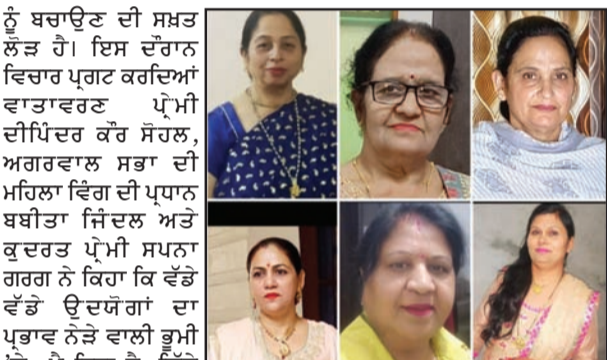 ਨੂੰ ਬਚਾਉਣ ਦੀ ਸਖ਼ਤ
ਲੋੜ ਹੈ। ਇਸ ਦੌਰਾਨ
ਵਿਚਾਰ ਪ੍ਰਗਟ ਕਰਦਿਆਂ
ਵਾਤਾਵਰਣ ਪ੍ਰੇਮੀ
ਦੀਪਿੰਦਰ ਕੌਰ ਸੋਹਲ,
ਅਗਰਵਾਲ ਸਭਾ ਦੀ
ਮਹਿਲਾ ਵਿੰਗ ਦੀ ਪ੍ਰਧਾਨ
ਬਬੀਤਾ ਜਿੰਦਲ ਅਤੇ
ਕੁਦਰਤ ਪ੍ਰੇਮੀ ਸਪਨਾ
ਗਰਗ ਨੇ ਕਿਹਾ ਕਿ ਵੱਡੇ
ਵੱਡੇ ਉਦਯੋਗਾਂ ਦਾ
ਪ੍ਰਭਾਵ ਨੇੜੇ ਵਾਲੀ ਭੂਮੀ